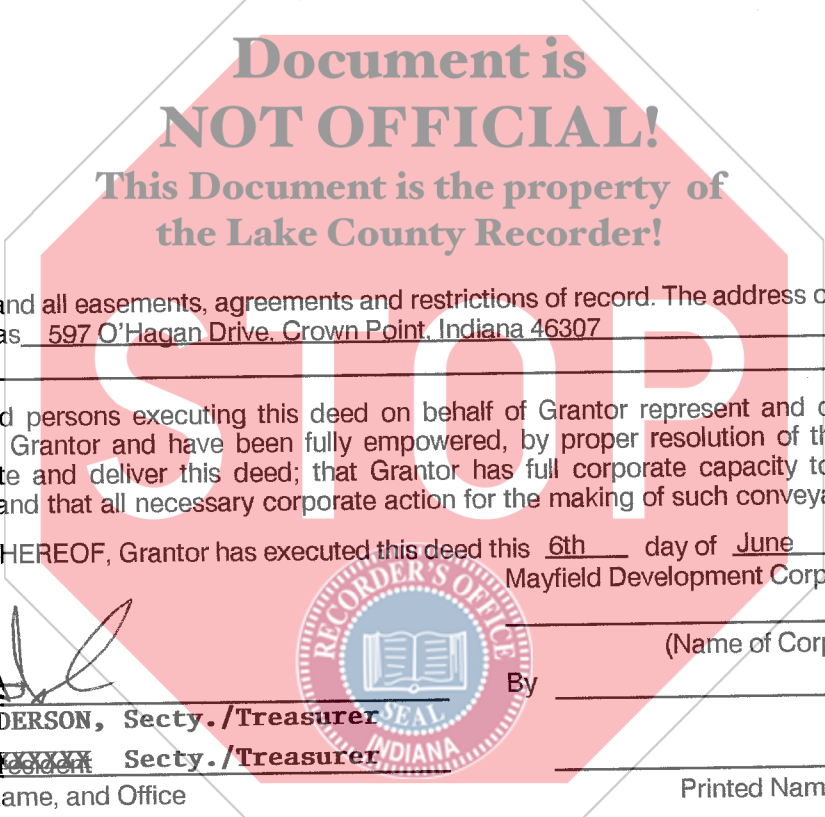 Document is
NOT OFFICIAL!
This Document is the property of
the Lake County Recorder!
STOP
and all easements, agreements and restrictions of record. The address o
as 597 O'Hagan Drive, Crown Point, Indiana 46307
d persons executing this deed on behalf of Grantor represent and c
Grantor and have been fully empowered, by proper resolution of th
te and deliver this deed; that Grantor has full corporate capacity to
and that all necessary corporate action for the making of such conveya
HEREOF, Grantor has executed this deed this 6th day of June
Mayfield Development Corp
(Name of Corp
By
DERSON, Secty./Treasurer
Secty./Treasurer
ame, and Office
Printed Nam
RECORDER'S OFFICE
SEAL
INDIANA